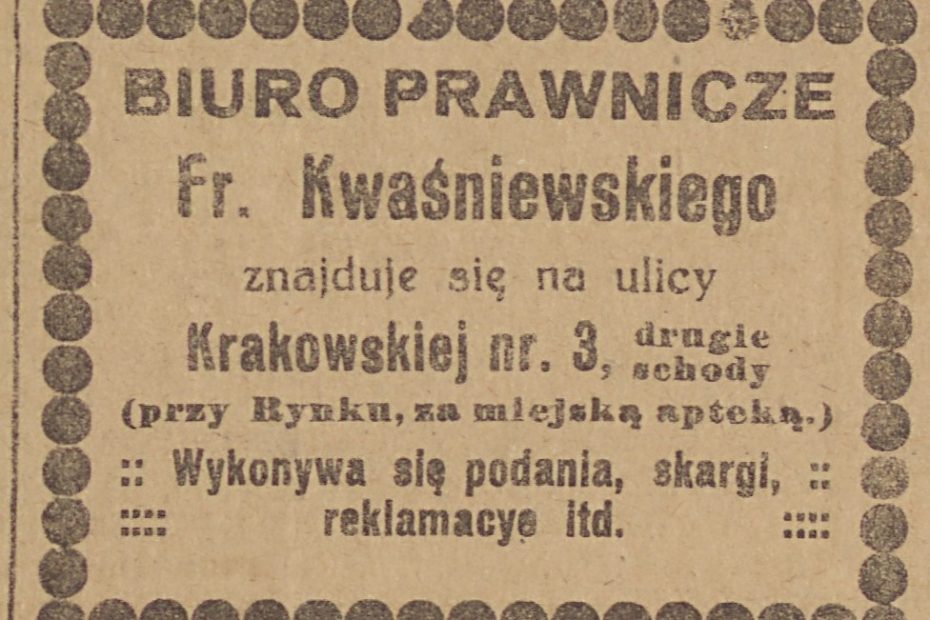 BIURO PRAWNICZE
Fr. Kwaśniewskiego
znajduje się na ulicy
Krakowskiej nr. 3, drugie
schody
(przy Rynku, za miejską apteką.)
:: Wykonywa się podania, skargi, ::
:::: reklamacye itd. ::::